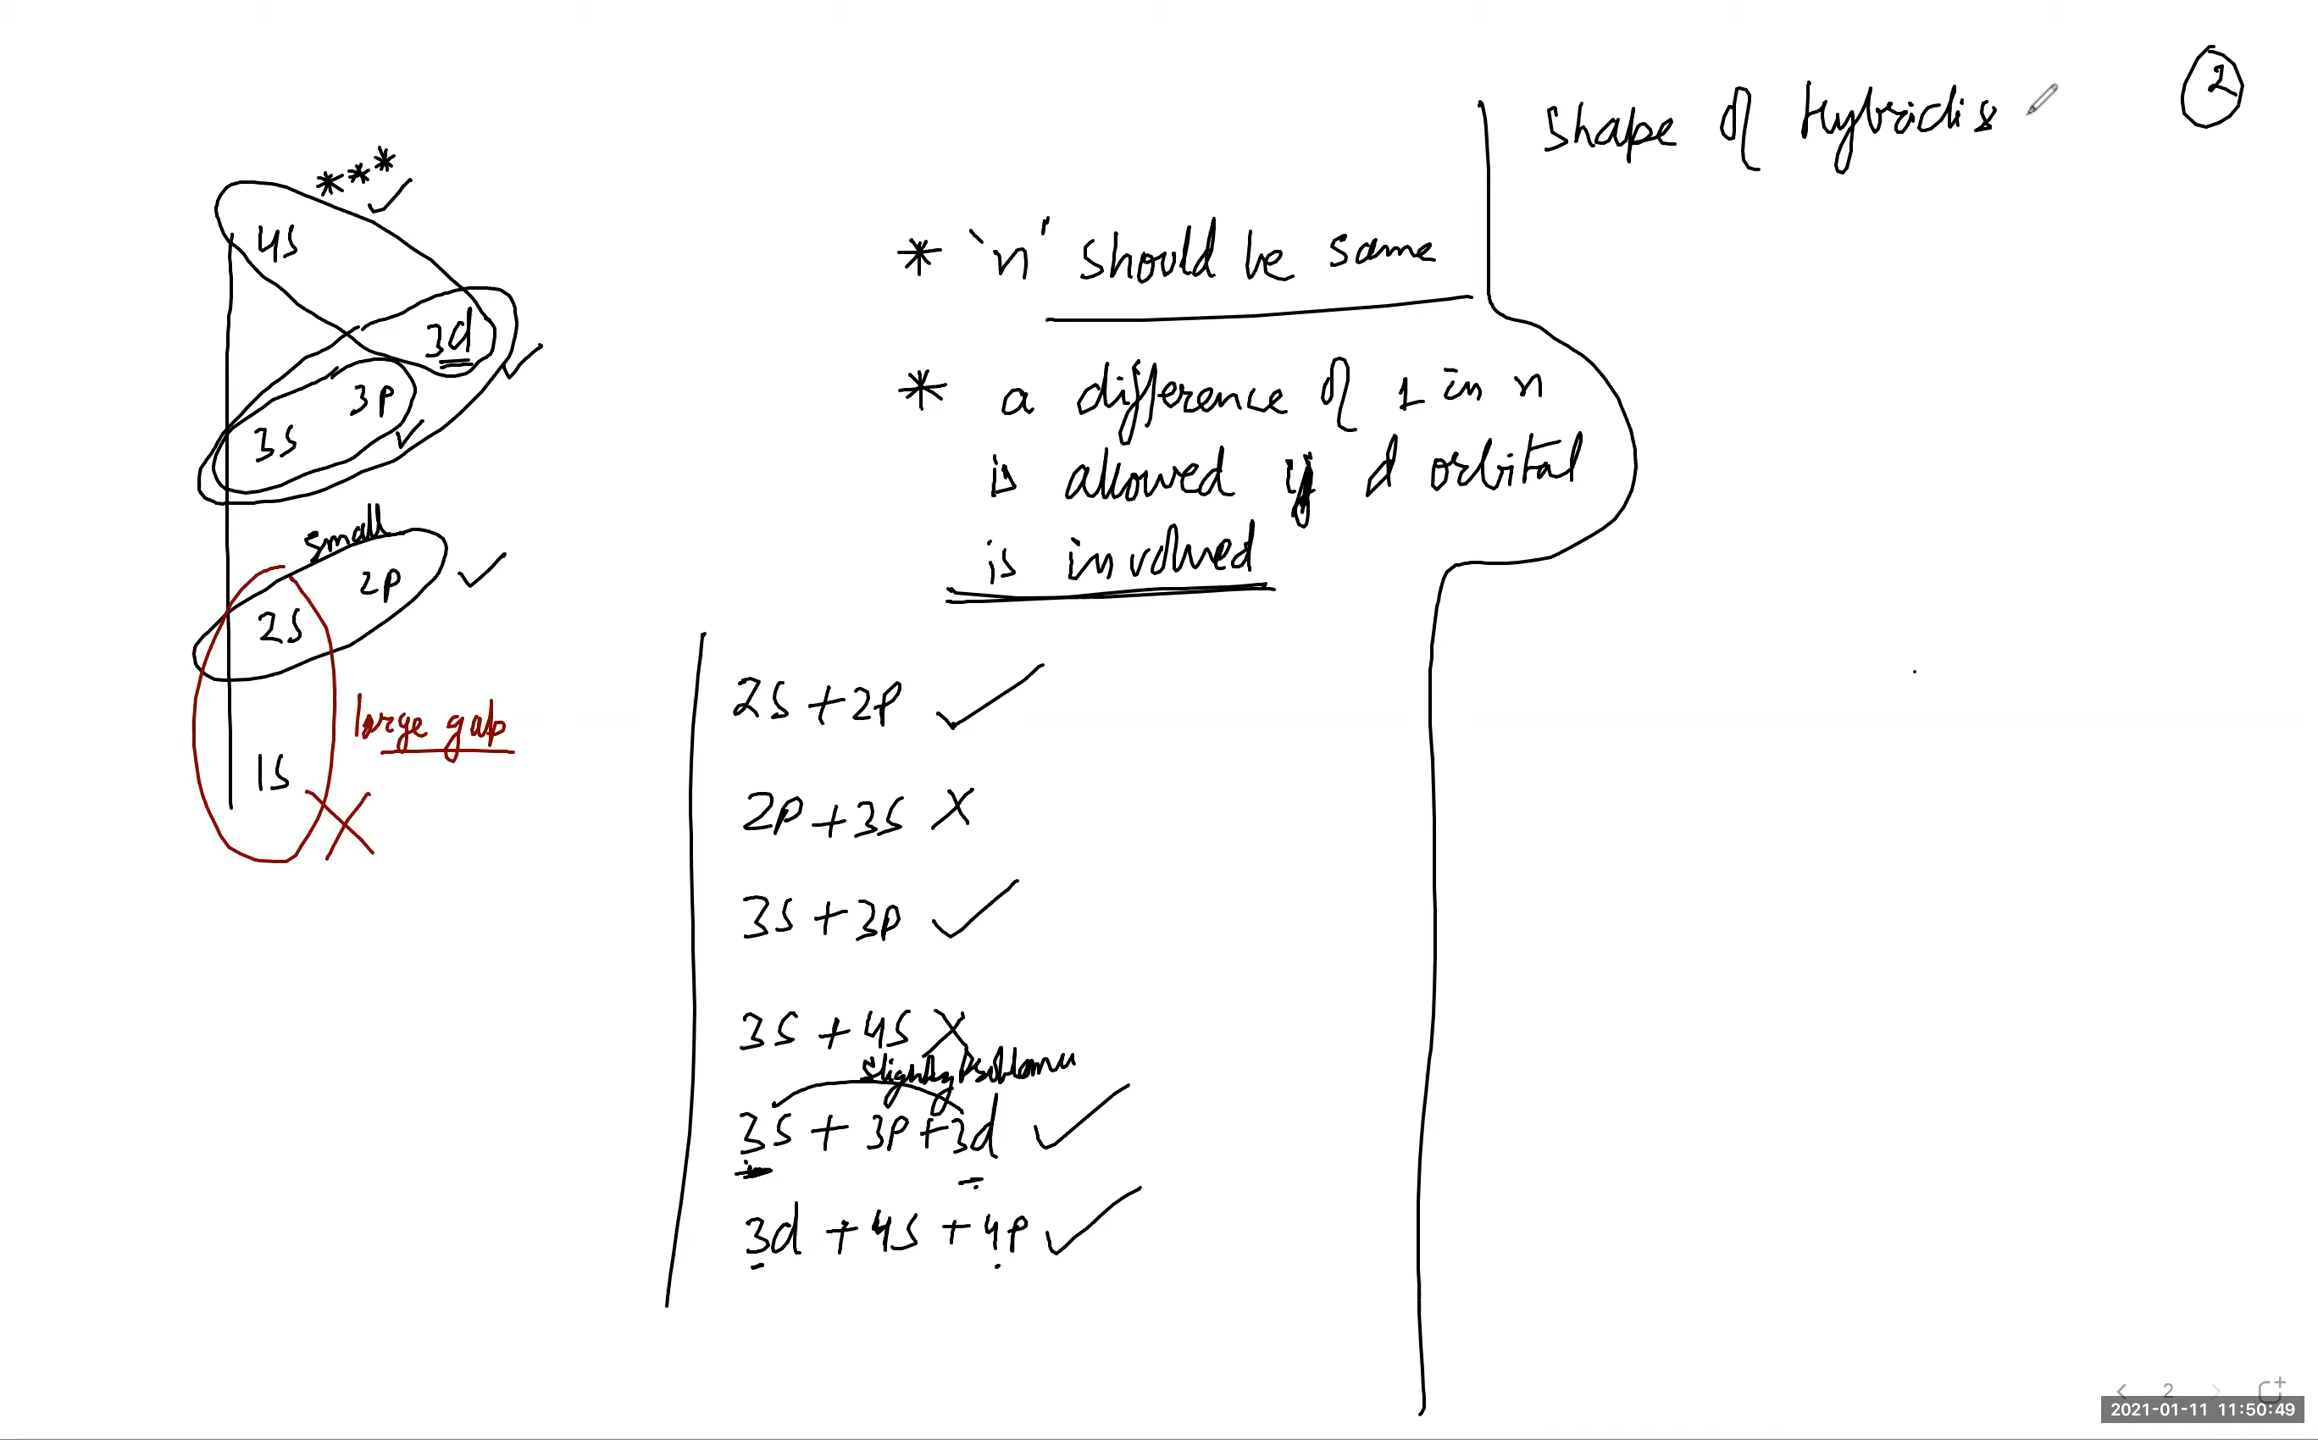 4s
3d
3p
3s
small
2p
2s
large gap
1s
* 'n' should be same
* a difference of 1 in n
is allowed if d orbital
is involved
2s + 2p ✓
2p + 3s X
3s + 3p ✓
3s + 4s X
slightly
3s + 3p + 3d ✓
3d + 4s + 4p ✓
Shape of Hybridis
2
2
2021-01-11 11:50:49